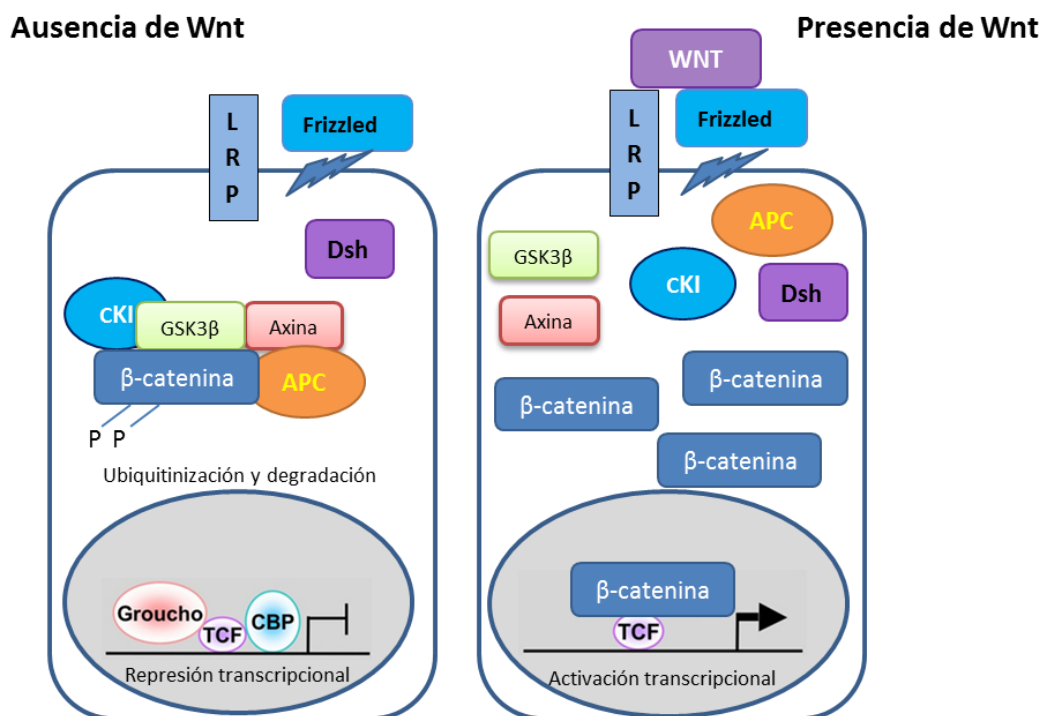 Ausencia de Wnt
L
R
P
Frizzled
Dsh
cKI
GSK3β
Axina
β-catenina
APC
P P
Ubiquitinización y degradación
Groucho
TCF
CBP
Represión transcripcional
Presencia de Wnt
WNT
L
R
P
Frizzled
APC
GSK3β
cKI
Dsh
Axina
β-catenina
β-catenina
β-catenina
β-catenina
TCF
Activación transcripcional